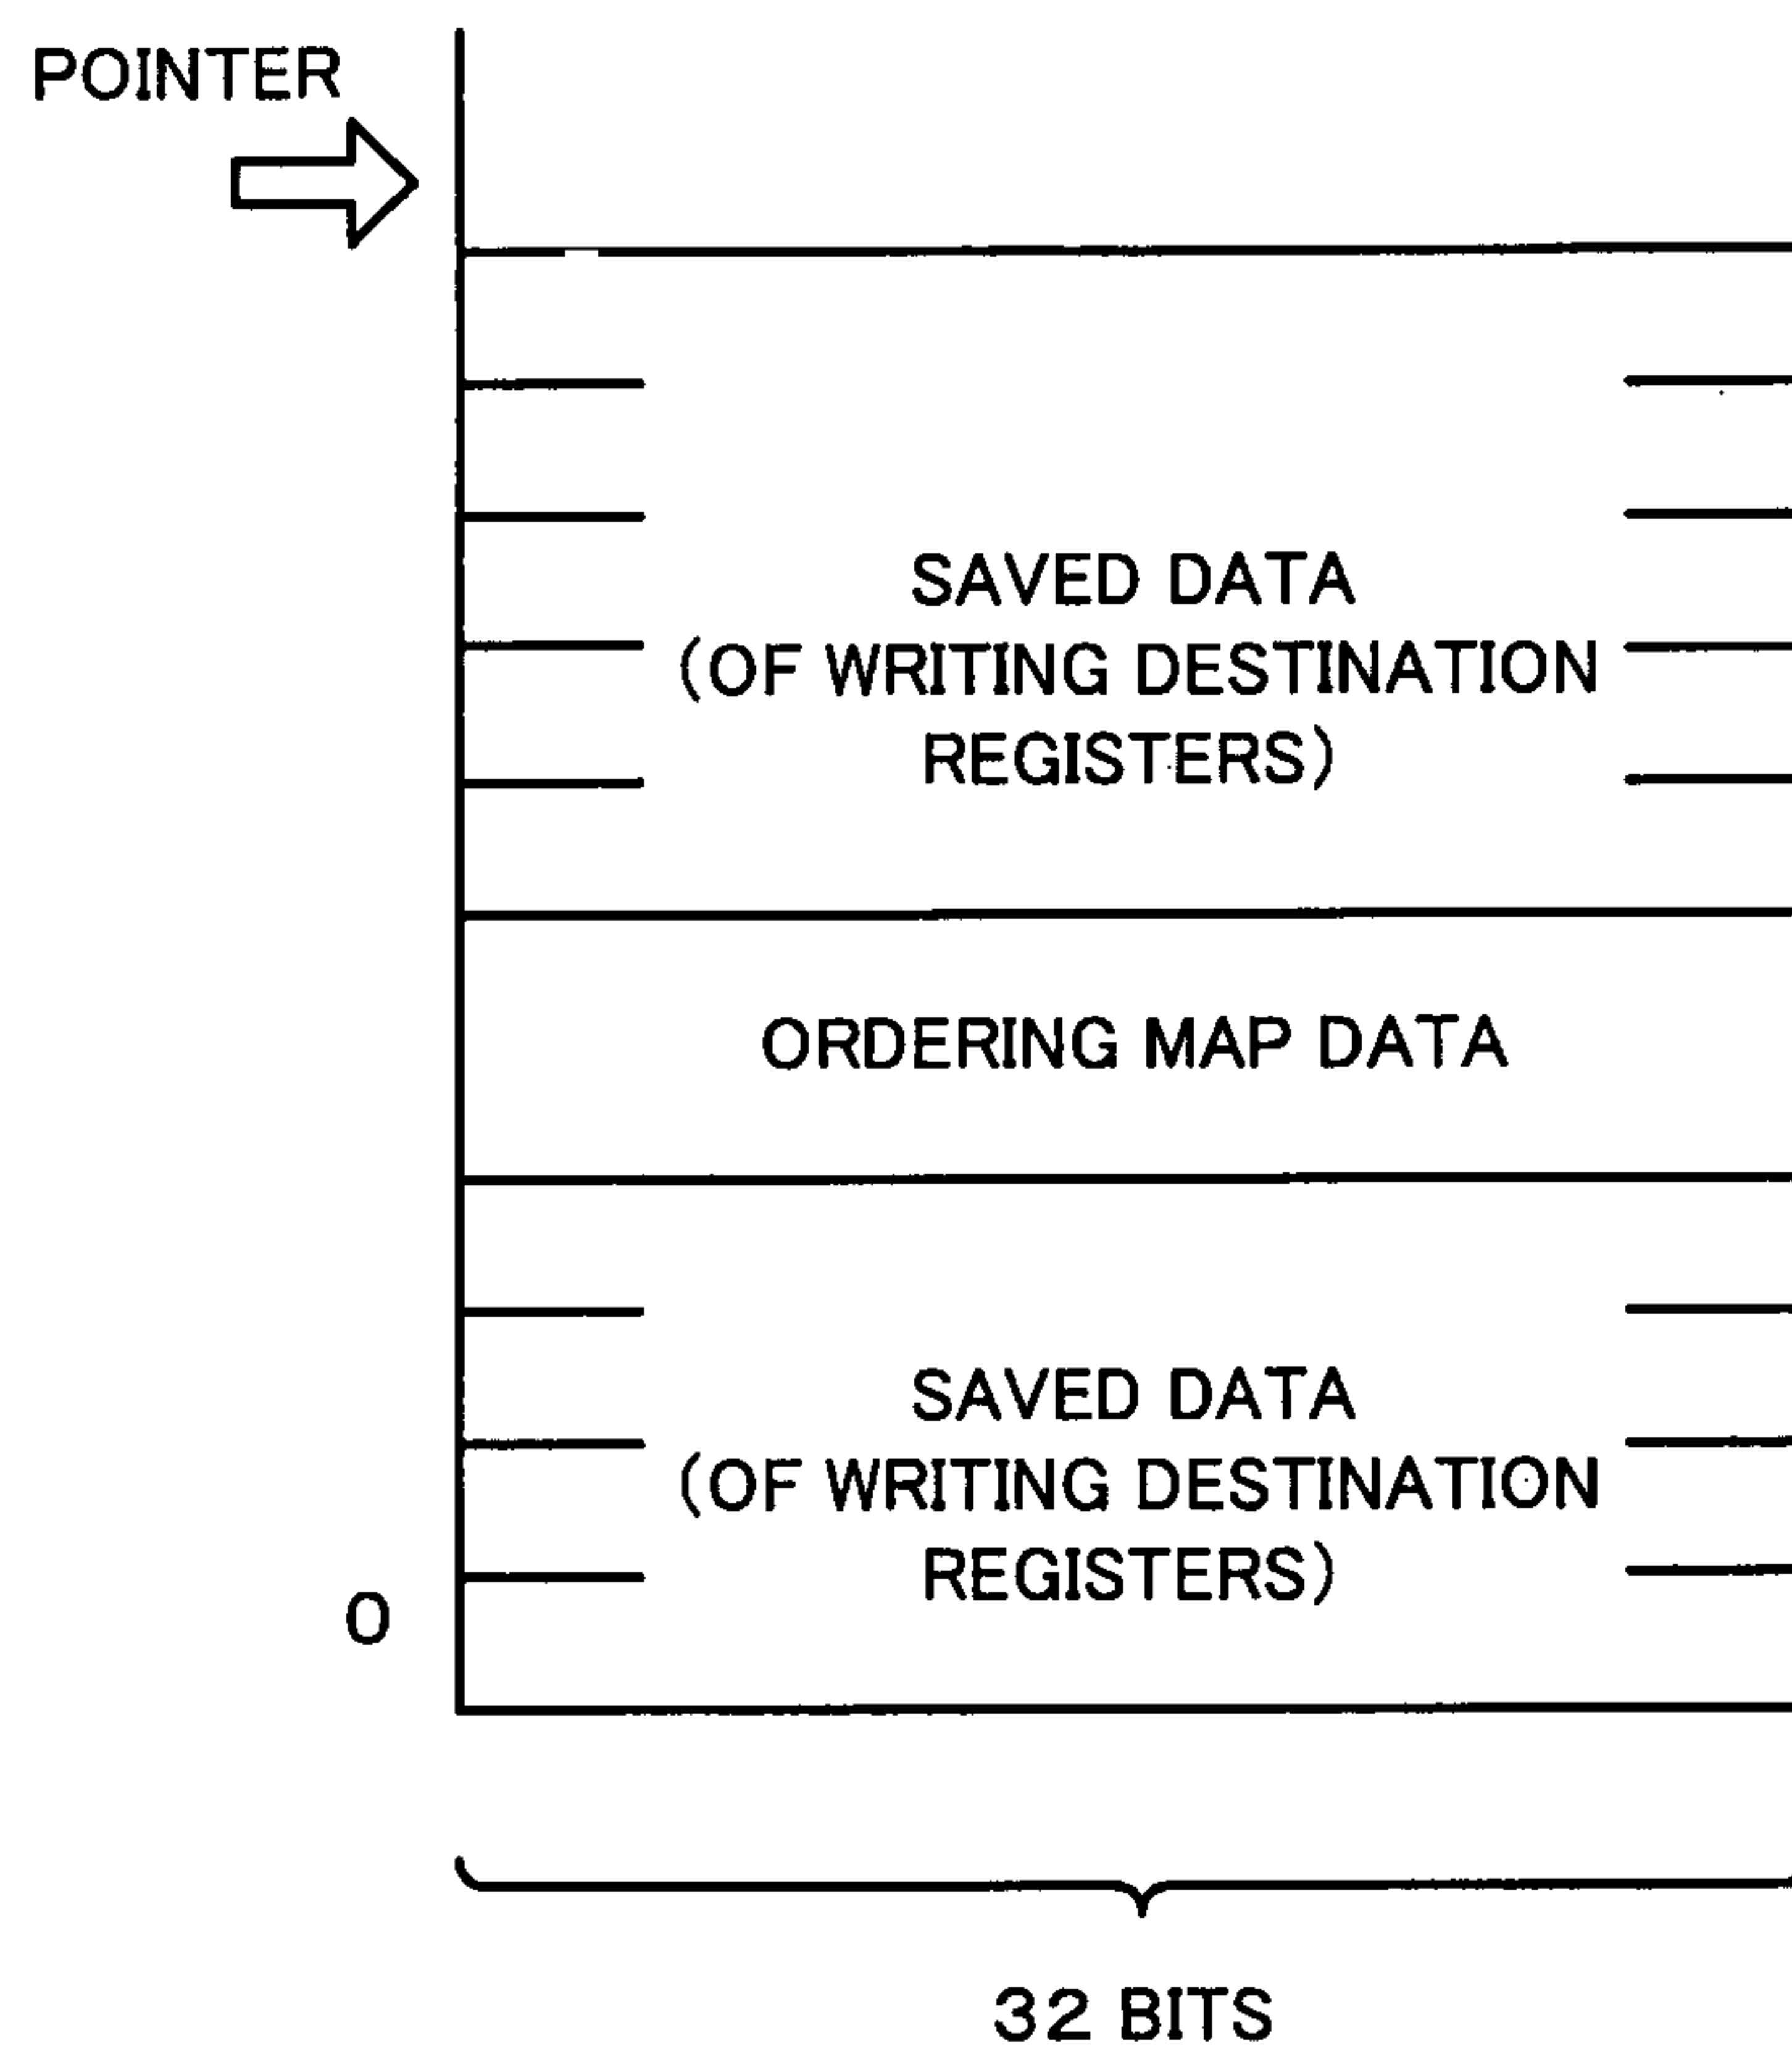 POINTER
SAVED DATA
(OF WRITING DESTINATION
REGISTERS)
ORDERING MAP DATA
SAVED DATA
(OF WRITING DESTINATION
REGISTERS)
0
32 BITS